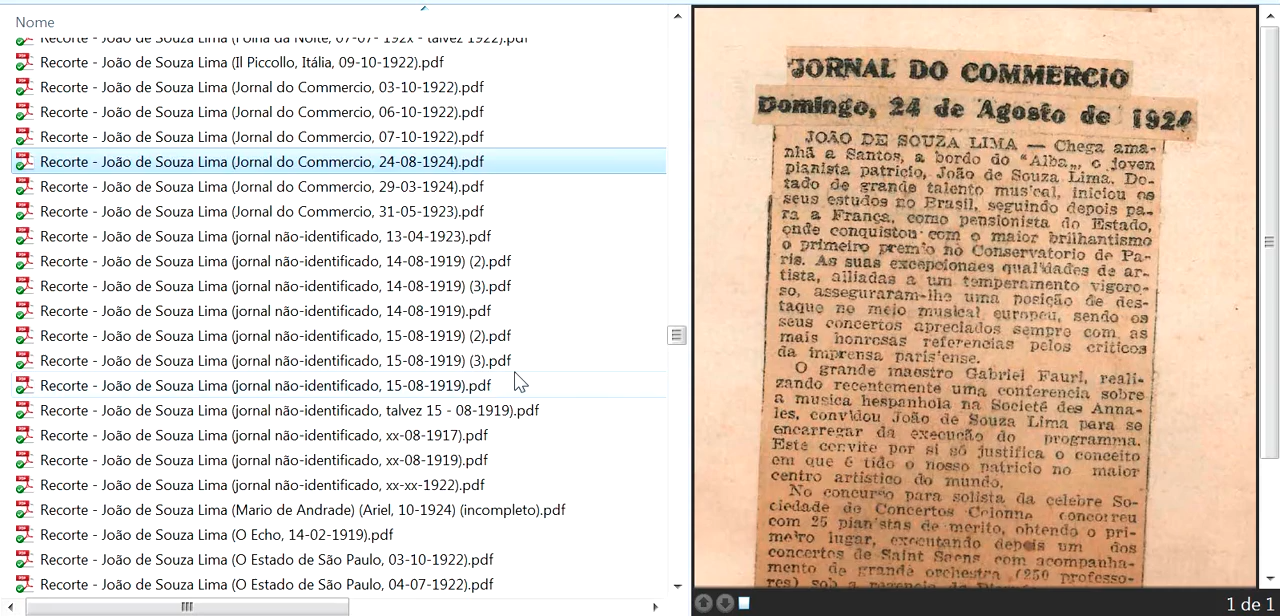 Nome
Recorte - João de Souza Lima (Folha da Noite, 07-07- 192x - talvez 1922).pdf
Recorte - João de Souza Lima (Il Piccollo, Itália, 09-10-1922).pdf
Recorte - João de Souza Lima (Jornal do Commercio, 03-10-1922).pdf
Recorte - João de Souza Lima (Jornal do Commercio, 06-10-1922).pdf
Recorte - João de Souza Lima (Jornal do Commercio, 07-10-1922).pdf
Recorte - João de Souza Lima (Jornal do Commercio, 24-08-1924).pdf
Recorte - João de Souza Lima (Jornal do Commercio, 29-03-1924).pdf
Recorte - João de Souza Lima (Jornal do Commercio, 31-05-1923).pdf
Recorte - João de Souza Lima (jornal não-identificado, 13-04-1923).pdf
Recorte - João de Souza Lima (jornal não-identificado, 14-08-1919) (2).pdf
Recorte - João de Souza Lima (jornal não-identificado, 14-08-1919) (3).pdf
Recorte - João de Souza Lima (jornal não-identificado, 14-08-1919).pdf
Recorte - João de Souza Lima (jornal não-identificado, 15-08-1919) (2).pdf
Recorte - João de Souza Lima (jornal não-identificado, 15-08-1919) (3).pdf
Recorte - João de Souza Lima (jornal não-identificado, 15-08-1919).pdf
Recorte - João de Souza Lima (jornal não-identificado, talvez 15 - 08-1919).pdf
Recorte - João de Souza Lima (jornal não-identificado, xx-08-1917).pdf
Recorte - João de Souza Lima (jornal não-identificado, xx-08-1919).pdf
Recorte - João de Souza Lima (jornal não-identificado, xx-xx-1922).pdf
Recorte - João de Souza Lima (Mario de Andrade) (Ariel, 10-1924) (incompleto).pdf
Recorte - João de Souza Lima (O Echo, 14-02-1919).pdf
Recorte - João de Souza Lima (O Estado de São Paulo, 03-10-1922).pdf
Recorte - João de Souza Lima (O Estado de São Paulo, 04-07-1922).pdf
JORNAL DO COMMERCIO
Domingo, 24 de Agosto de 1924
JOÃO DE SOUZA LIMA — Chega ama-
nhã a Santos, a bordo do "Alba„, o joven
pianista patricio, João de Souza Lima. Do-
tado de grande talento musical, iniciou os
seus estudos no Brasil, seguindo depois pa-
ra a França, como pensionista do Estado,
onde conquistou com o maior brilhantismo
o primeiro premio no Conservatorio de Pa-
ris. As suas excepcionaes qualidades de ar-
tista, alliadas a um temperamento vigoro-
so, asseguraram-lhe uma posição de des-
taque no meio musical europeu, sendo os
seus concertos apreciados sempre com as
mais honrosas referencias pelos criticos
da imprensa parisiense.
O grande maestro Gabriel Fauri, reali-
zando recentemente uma conferencia sobre
a musica hespanhola na Societé des Anna-
les, convidou João de Souza Lima para se
encarregar da execução do programma.
Este convite por si só justifica o conceito
em que é tido o nosso patricio no maior
centro artistico do mundo.
No concurso para solista da celebre So-
ciedade de Concertos Colonne concorreu
com 25 pianistas de merito, obtendo o pri-
meiro lugar, executando depois um dos
concertos de Saint Saens com acompanha-
mento de grande orchestra (250 professo-
res) sob a regencia de
1 de 1